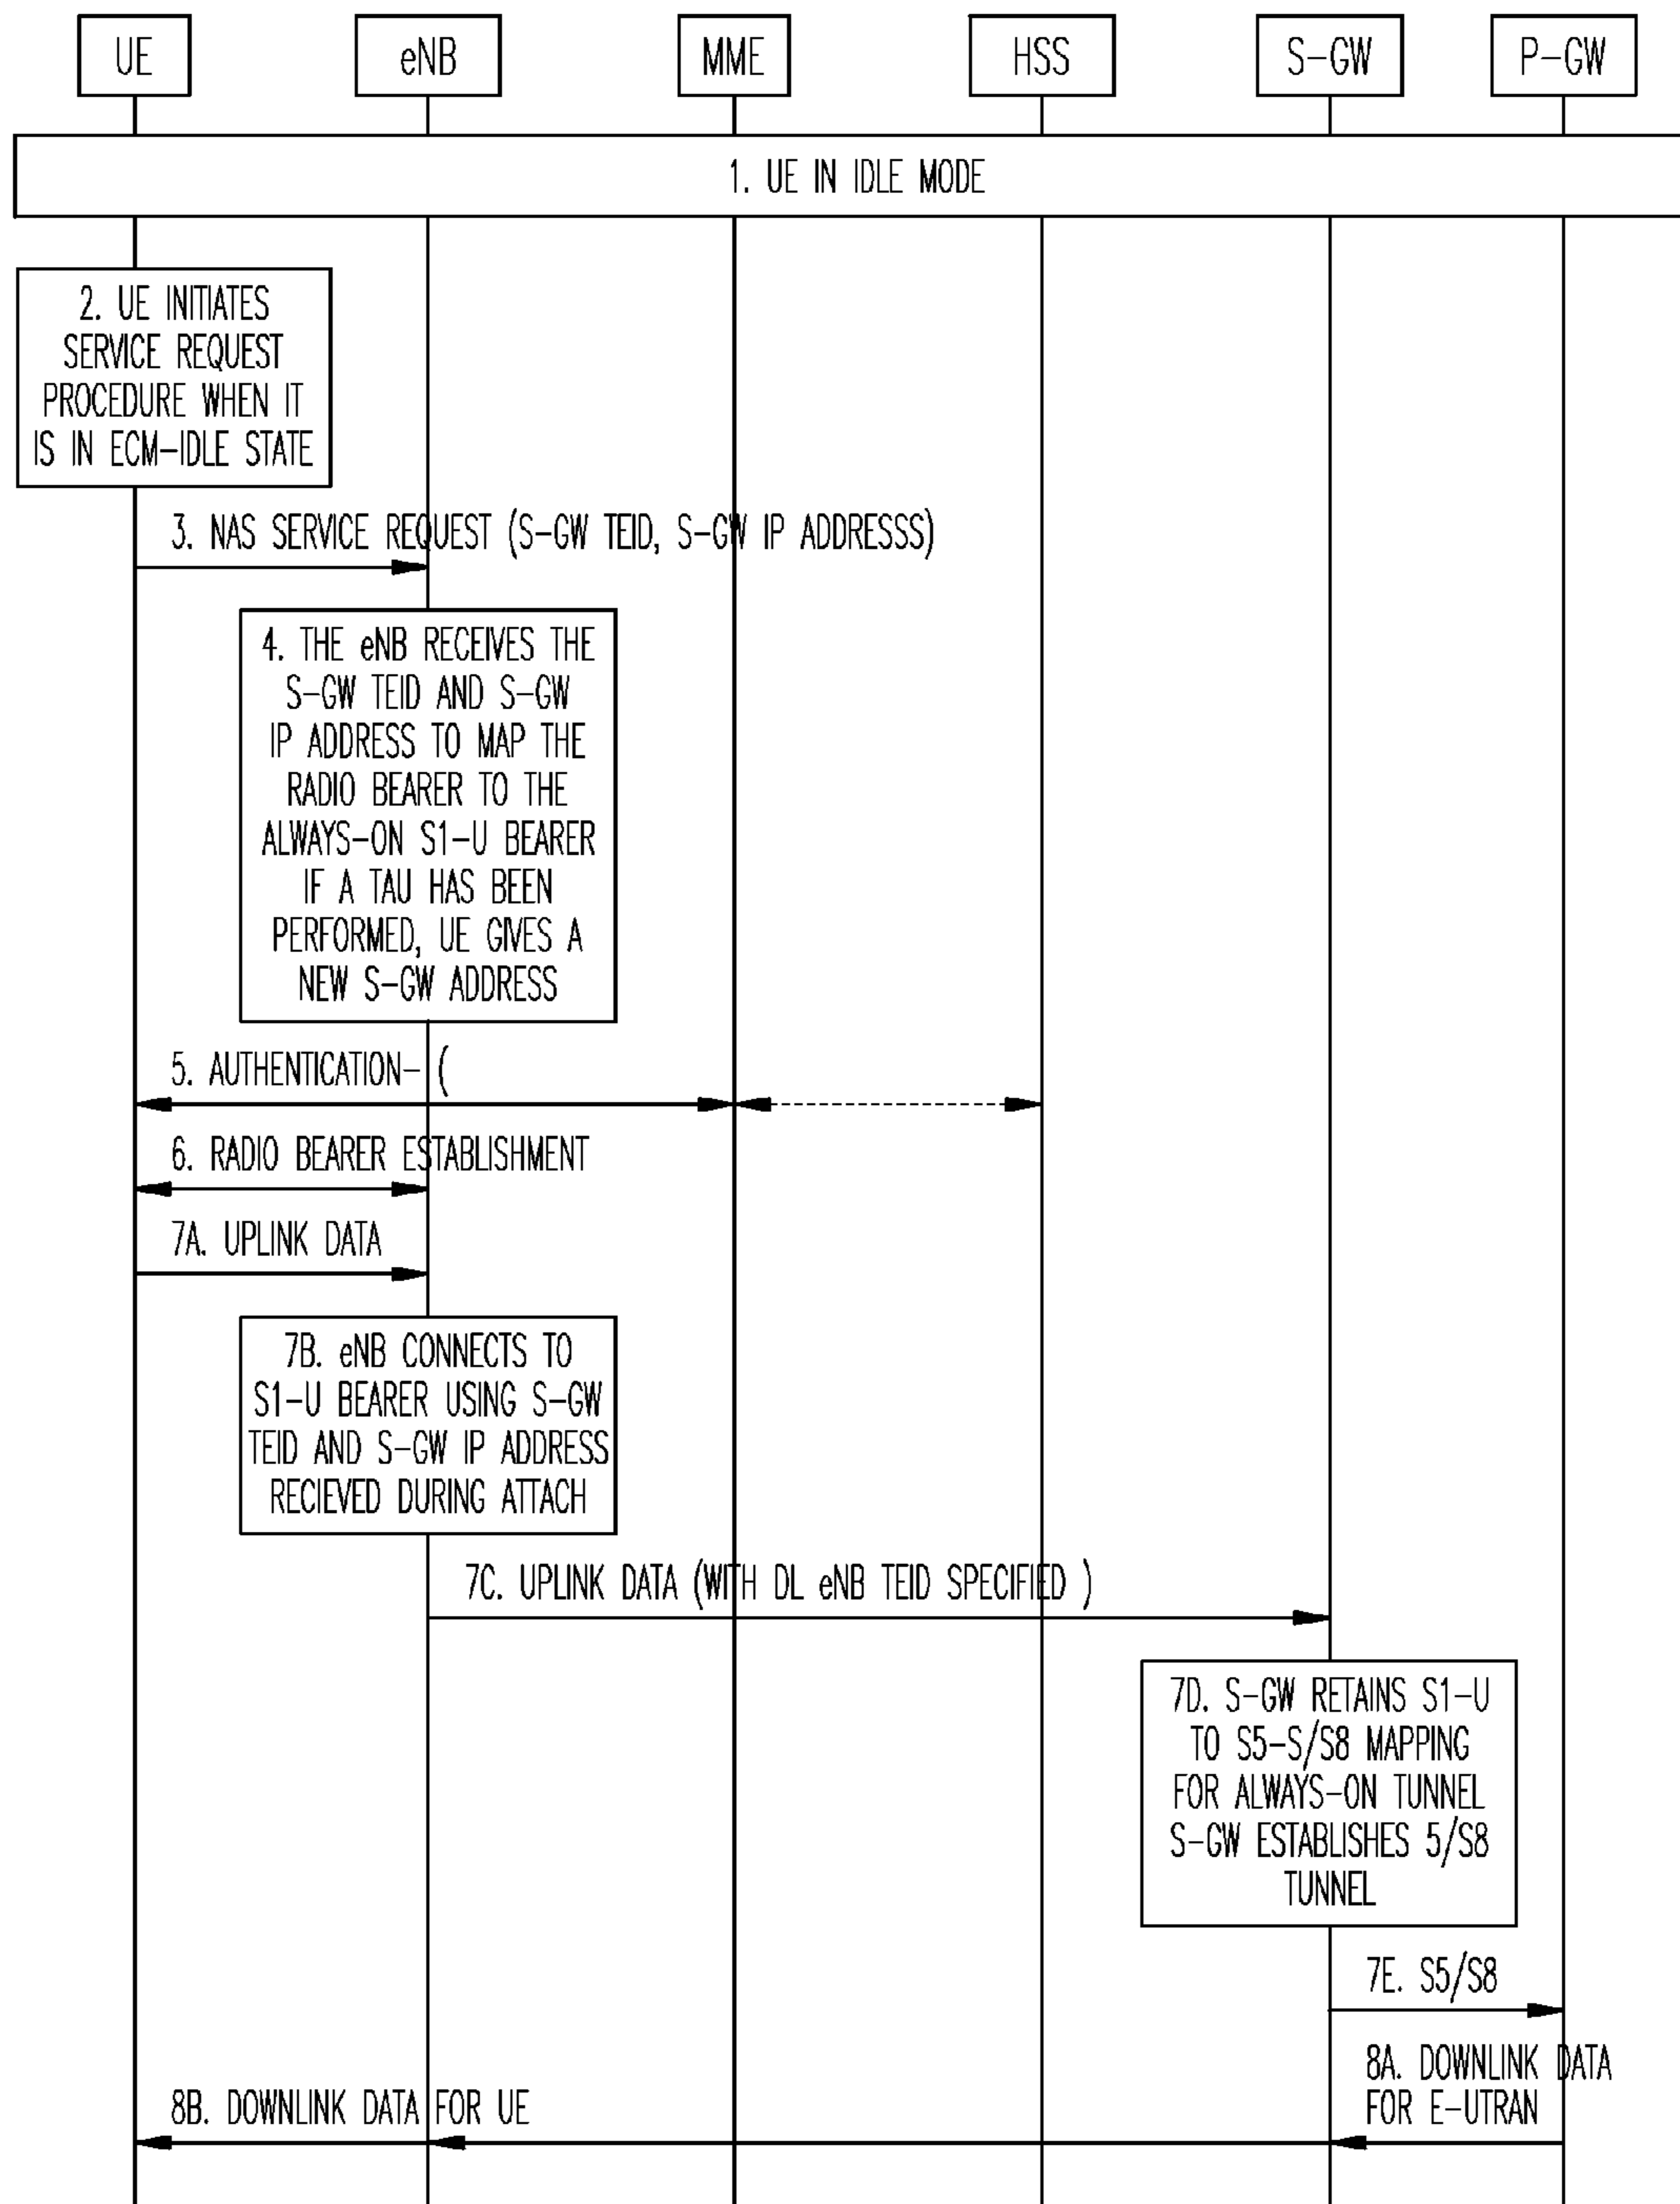 UE eNB MME HSS S-GW P-GW
1. UE IN IDLE MODE
2. UE INITIATES
SERVICE REQUEST
PROCEDURE WHEN IT
IS IN ECM-IDLE STATE
3. NAS SERVICE REQUEST (S-GW TEID, S-GW IP ADDRESSS)
4. THE eNB RECEIVES THE
S-GW TEID AND S-GW
IP ADDRESS TO MAP THE
RADIO BEARER TO THE
ALWAYS-ON S1-U BEARER
IF A TAU HAS BEEN
PERFORMED, UE GIVES A
NEW S-GW ADDRESS
5. AUTHENTICATION- (
6. RADIO BEARER ESTABLISHMENT
7A. UPLINK DATA
7B. eNB CONNECTS TO
S1-U BEARER USING S-GW
TEID AND S-GW IP ADDRESS
RECIEVED DURING ATTACH
7C. UPLINK DATA (WITH DL eNB TEID SPECIFIED )
7D. S-GW RETAINS S1-U
TO S5-S/S8 MAPPING
FOR ALWAYS-ON TUNNEL
S-GW ESTABLISHES 5/S8
TUNNEL
7E. S5/S8
8A. DOWNLINK DATA
FOR E-UTRAN
8B. DOWNLINK DATA FOR UE